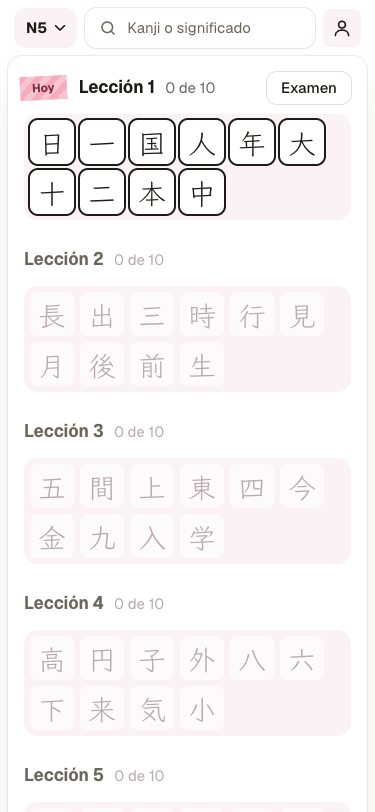 N5 Kanji o significado
Hoy Lección 1 0 de 10 Examen
日 一 国 人 年 大
十 二 本 中
Lección 2 0 de 10
長 出 三 時 行 見
月 後 前 生
Lección 3 0 de 10
五 間 上 東 四 今
金 九 入 学
Lección 4 0 de 10
高 円 子 外 八 六
下 来 気 小
Lección 5 0 de 10